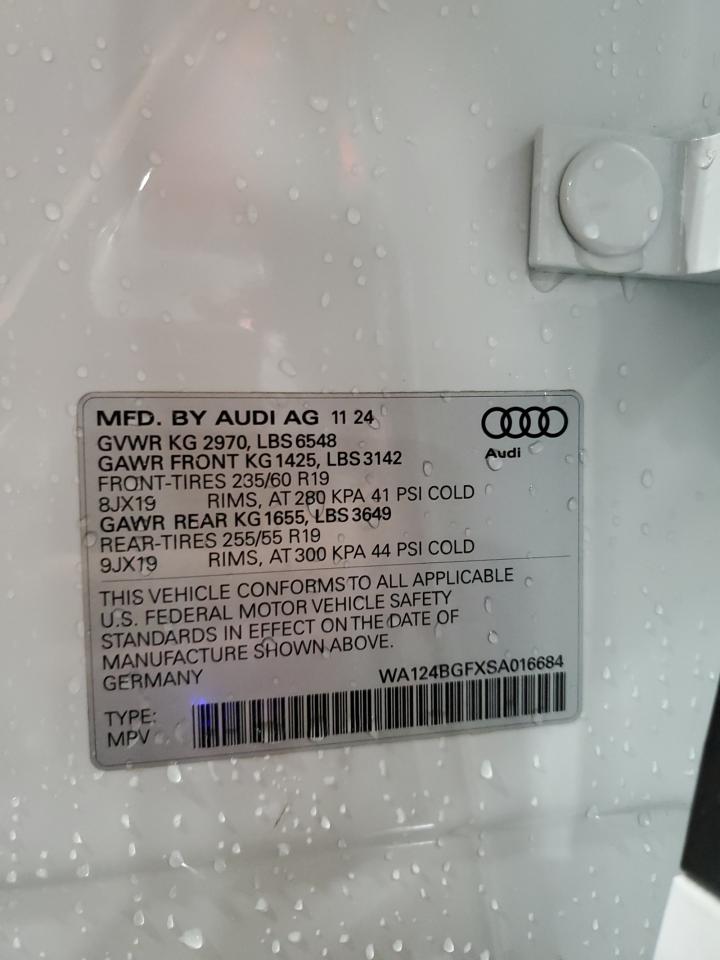 MFD. BY AUDI AG 11 24
GVWR KG 2970, LBS 6548
GAWR FRONT KG 1425, LBS 3142
FRONT-TIRES 235/60 R19
8JX19 RIMS, AT 280 KPA 41 PSI COLD
GAWR REAR KG 1655, LBS 3649
REAR-TIRES 255/55 R19
9JX19 RIMS, AT 300 KPA 44 PSI COLD
Audi
THIS VEHICLE CONFORMS TO ALL APPLICABLE
U.S. FEDERAL MOTOR VEHICLE SAFETY
STANDARDS IN EFFECT ON THE DATE OF
MANUFACTURE SHOWN ABOVE.
GERMANY WA124BGFXSA016684
TYPE:
MPV